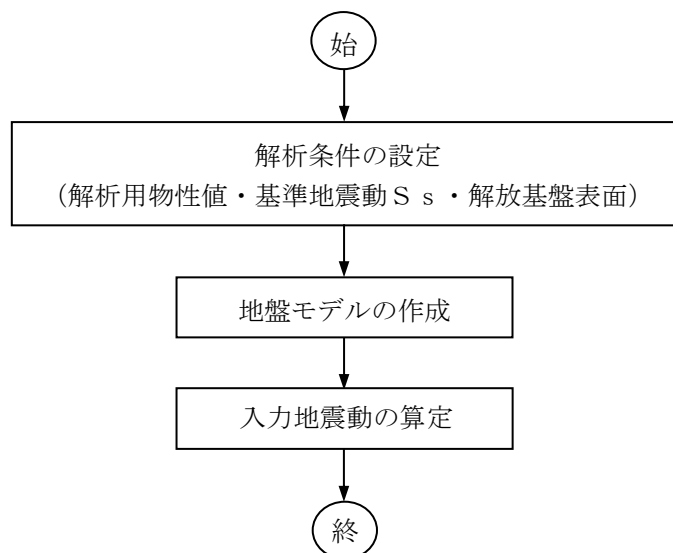 始
解析条件の設定
（解析用物性値・基準地震動Ｓｓ・解放基盤表面）
地盤モデルの作成
入力地震動の算定
終